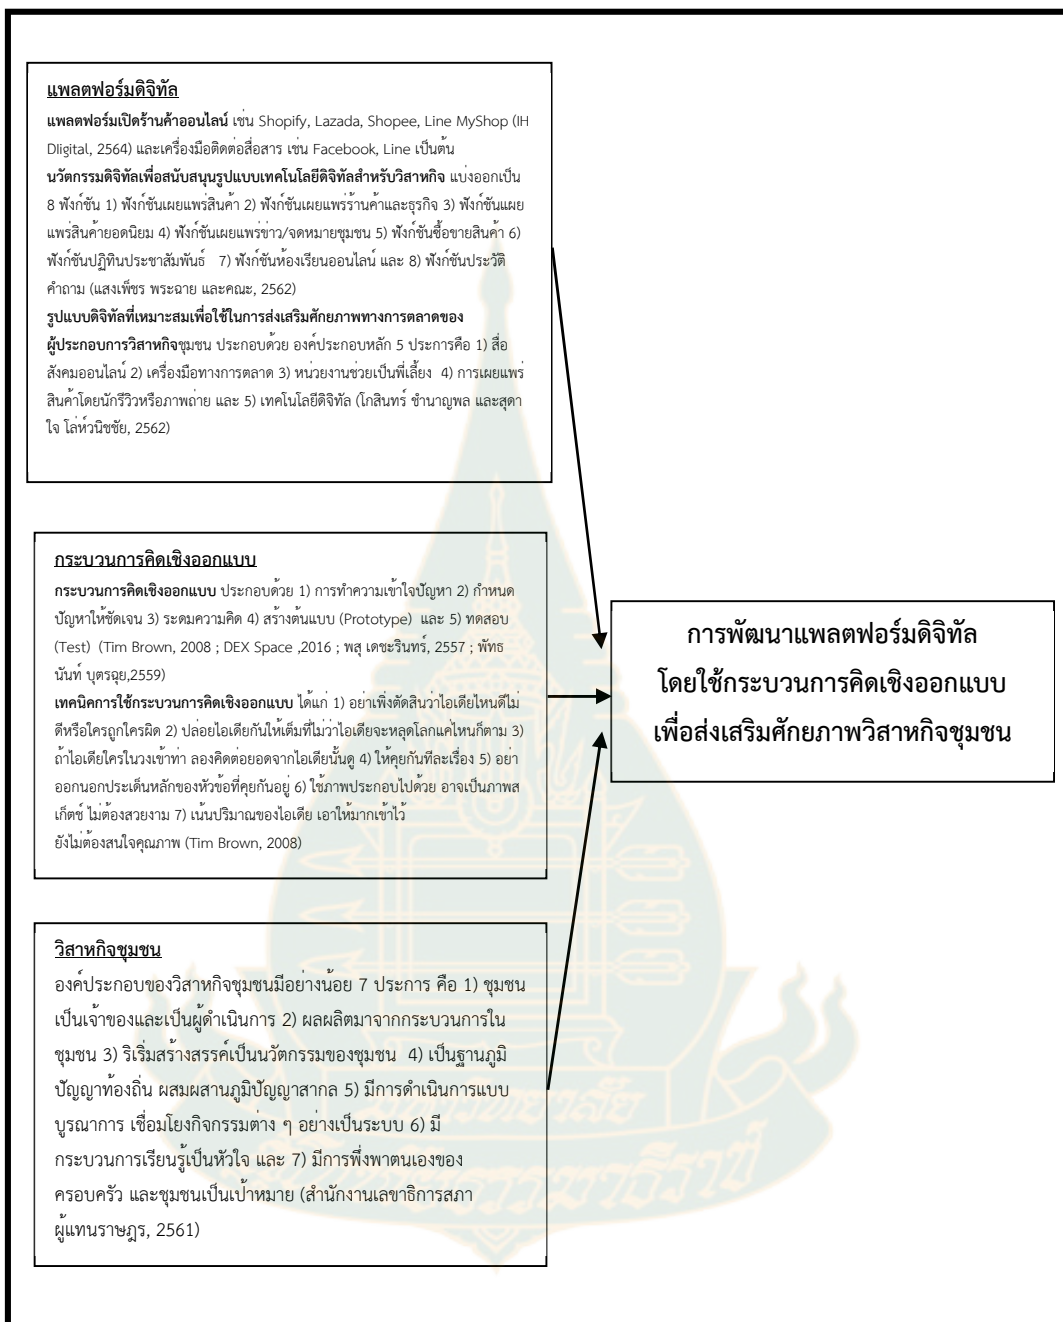 แพลตฟอร์มดิจิทัล
แพลตฟอร์มเปิดร้านค้าออนไลน์ เช่น Shopify, Lazada, Shopee, Line MyShop (IH
DIigital, 2564) และเครื่องมือติดต่อสื่อสาร เช่น Facebook, Line เป็นต้น
นวัตกรรมดิจิทัลเพื่อสนับสนุนรูปแบบเทคโนโลยีดิจิทัลสำหรับวิสาหกิจ แบ่งออกเป็น
8 ฟังก์ชัน 1) ฟังก์ชันเผยแพร่สินค้า 2) ฟังก์ชันเผยแพร่ร้านค้าและธุรกิจ 3) ฟังก์ชันแผย
แพร่สินค้ายอดนิยม 4) ฟังก์ชันเผยแพร่ข่าว/จดหมายชุมชน 5) ฟังก์ชันซื้อขายสินค้า 6)
ฟังก์ชันปฏิทินประชาสัมพันธ์ 7) ฟังก์ชันห้องเรียนออนไลน์ และ 8) ฟังก์ชันประวัติ
คำถาม (แสงเพ็ชร พระฉาย และคณะ, 2562)
รูปแบบดิจิทัลที่เหมาะสมเพื่อใช้ในการส่งเสริมศักยภาพทางการตลาดของ
ผู้ประกอบการวิสาหกิจชุมชน ประกอบด้วย องค์ประกอบหลัก 5 ประการคือ 1) สื่อ
สังคมออนไลน์ 2) เครื่องมือทางการตลาด 3) หน่วยงานช่วยเป็นพี่เลี้ยง 4) การเผยแพร่
สินค้าโดยนักรีวิวหรือภาพถ่าย และ 5) เทคโนโลยีดิจิทัล (โกสินทร์ ชำนาญพล และสุดา
ใจ โล่ห์วนิชชัย, 2562)
กระบวนการคิดเชิงออกแบบ
กระบวนการคิดเชิงออกแบบ ประกอบด้วย 1) การทำความเข้าใจปัญหา 2) กำหนด
ปัญหาให้ชัดเจน 3) ระดมความคิด 4) สร้างต้นแบบ (Prototype) และ 5) ทดสอบ
(Test) (Tim Brown, 2008 ; DEX Space ,2016 ; พสุ เดชะรินทร์, 2557 ; พัทธ
นันท์ บุตรฉุย,2559)
เทคนิคการใช้กระบวนการคิดเชิงออกแบบ ได้แก่ 1) อย่าเพิ่งตัดสินว่าไอเดียไหนดีไม่
ดีหรือใครถูกใครผิด 2) ปล่อยไอเดียกันให้เต็มที่ไม่ว่าไอเดียจะหลุดโลกแค่ไหนก็ตาม 3)
ถ้าไอเดียใครในวงเข้าท่า ลองคิดต่อยอดจากไอเดียนั้นดู 4) ให้คุยกันทีละเรื่อง 5) อย่า
ออกนอกประเด็นหลักของหัวข้อที่คุยกันอยู่ 6) ใช้ภาพประกอบไปด้วย อาจเป็นภาพส
เก็ตช์ ไม่ต้องสวยงาม 7) เน้นปริมาณของไอเดีย เอาให้มากเข้าไว้
ยังไม่ต้องสนใจคุณภาพ (Tim Brown, 2008)
การพัฒนาแพลตฟอร์มดิจิทัล
โดยใช้กระบวนการคิดเชิงออกแบบ
เพื่อส่งเสริมศักยภาพวิสาหกิจชุมชน
วิสาหกิจชุมชน
องค์ประกอบของวิสาหกิจชุมชนมีอย่างน้อย 7 ประการ คือ 1) ชุมชน
เป็นเจ้าของและเป็นผู้ดำเนินการ 2) ผลผลิตมาจากกระบวนการใน
ชุมชน 3) ริเริ่มสร้างสรรค์เป็นนวัตกรรมของชุมชน 4) เป็นฐานภูมิ
ปัญญาท้องถิ่น ผสมผสานภูมิปัญญาสากล 5) มีการดำเนินการแบบ
บูรณาการ เชื่อมโยงกิจกรรมต่าง ๆ อย่างเป็นระบบ 6) มี
กระบวนการเรียนรู้เป็นหัวใจ และ 7) มีการพึ่งพาตนเองของ
ครอบครัว และชุมชนเป็นเป้าหมาย (สำนักงานเลขาธิการสภา
ผู้แทนราษฎร, 2561)
มหาวิทยาลัย
สุโขทัยธรรมาธิราช